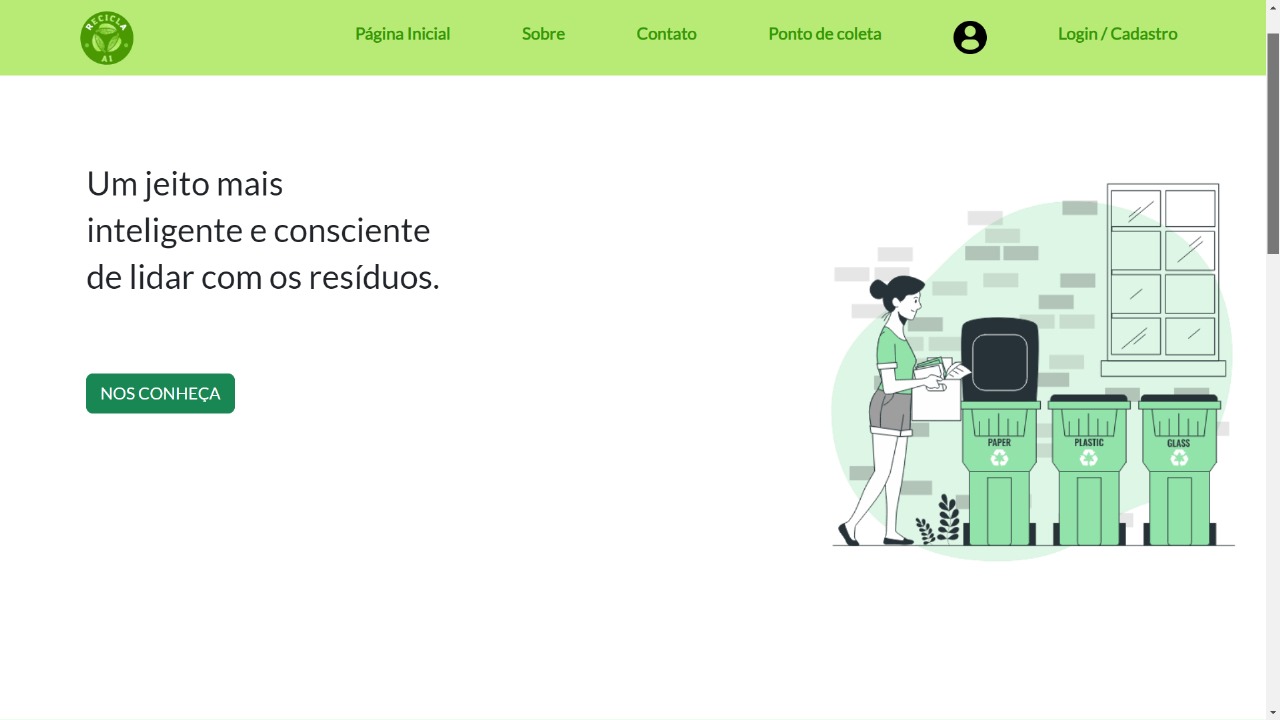 RECICLA
AI
Página Inicial
Sobre
Contato
Ponto de coleta
Login / Cadastro
Um jeito mais
inteligente e consciente
de lidar com os resíduos.
NOS CONHEÇA
PAPER
PLASTIC
GLASS